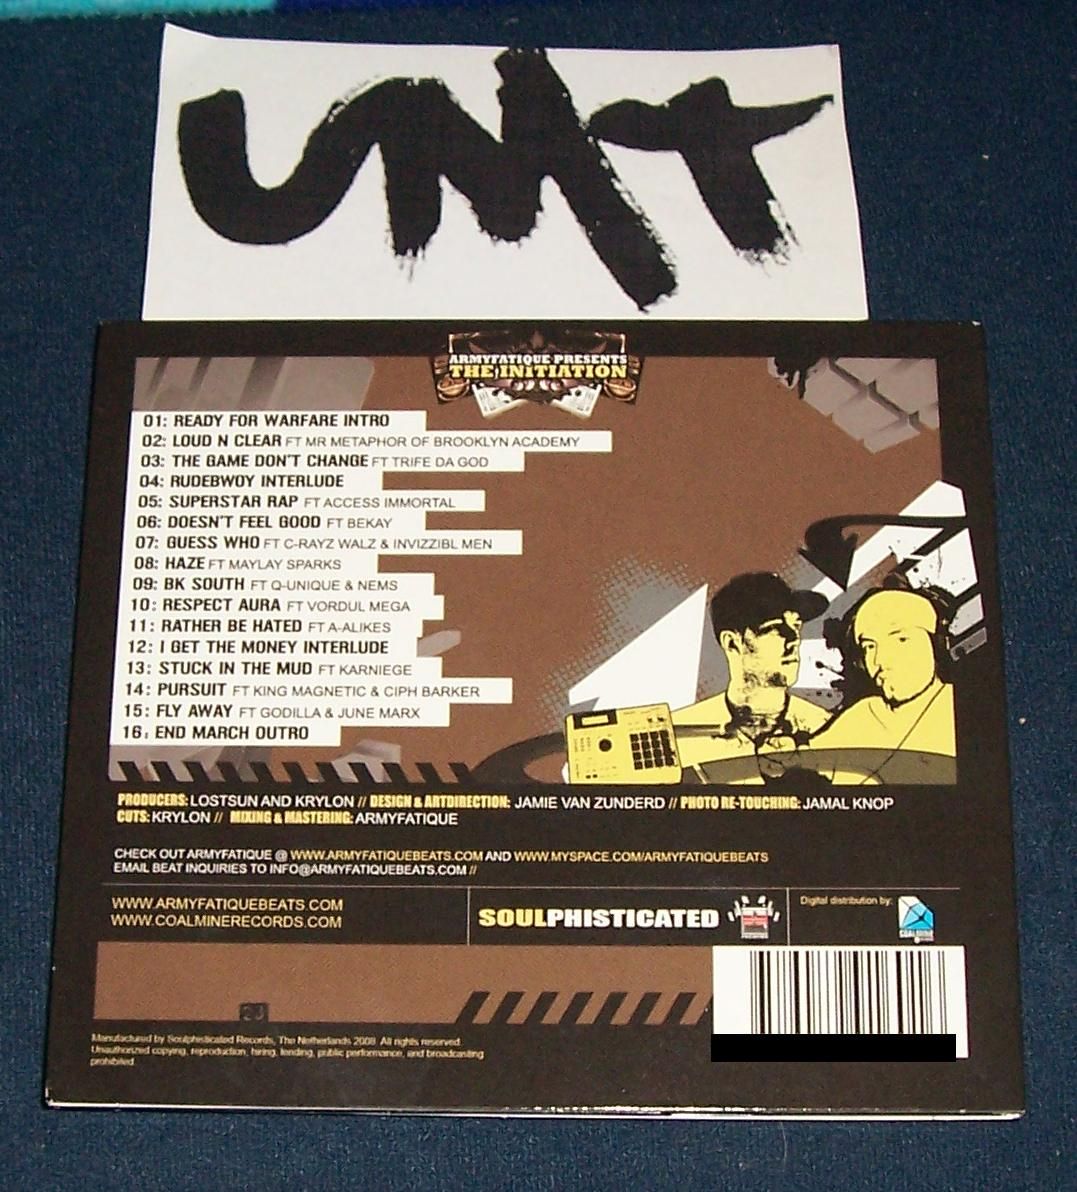 UMT
ARMYFATIQUE PRESENTS
THE INITIATION
01: READY FOR WARFARE INTRO
02: LOUD N CLEAR FT MR METAPHOR OF BROOKLYN ACADEMY
03: THE GAME DON'T CHANGE FT TRIFE DA GOD
04: RUDEBWOY INTERLUDE
05: SUPERSTAR RAP FT ACCESS IMMORTAL
06: DOESN'T FEEL GOOD FT BEKAY
07: GUESS WHO FT C-RAYZ WALZ & INVIZZIBL MEN
08: HAZE FT MAYLAY SPARKS
09: BK SOUTH FT Q-UNIQUE & NEMS
10: RESPECT AURA FT VORDUL MEGA
11: RATHER BE HATED FT A-ALIKES
12: I GET THE MONEY INTERLUDE
13: STUCK IN THE MUD FT KARNIEGE
14: PURSUIT FT KING MAGNETIC & CIPH BARKER
15: FLY AWAY FT GODILLA & JUNE MARX
16: END MARCH OUTRO
PRODUCERS: LOSTSUN AND KRYLON // DESIGN & ARTDIRECTION: JAMIE VAN ZUNDERD // PHOTO RE-TOUCHING: JAMAL KNOP
CUTS: KRYLON // MIXING & MASTERING: ARMYFATIQUE
CHECK OUT ARMYFATIQUE @ WWW.ARMYFATIQUEBEATS.COM AND WWW.MYSPACE.COM/ARMYFATIQUEBEATS
EMAIL BEAT INQUIRIES TO INFO@ARMYFATIQUEBEATS.COM //
WWW.ARMYFATIQUEBEATS.COM
WWW.COALMINERECORDS.COM
SOULPHISTICATED
Digital distribution by:
COALMINE
Manufactured by Soulphisticated Records, The Netherlands 2008. All rights reserved.
Unauthorized copying, reproduction, hiring, lending, public performance, and broadcasting
prohibited.